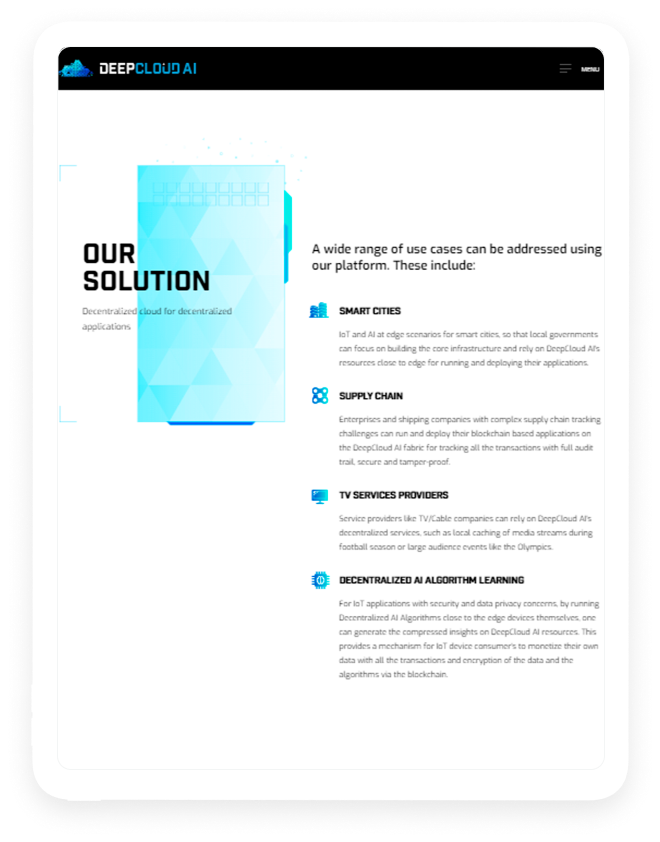 DEEPCLOUD AI
MENU
OUR
SOLUTION
Decentralized cloud for decentralized
applications
A wide range of use cases can be addressed using
our platform. These include:
SMART CITIES
IoT and AI at edge scenarios for smart cities, so that local governments
can focus on building the core infrastructure and rely on DeepCloud AI's
resources close to edge for running and deploying their applications.
SUPPLY CHAIN
Enterprises and shipping companies with complex supply chain tracking
challenges can run and deploy their blockchain based applications on
the DeepCloud AI fabric for tracking all the transactions with full audit
trail, secure and tamper-proof.
TV SERVICES PROVIDERS
Service providers like TV/Cable companies can rely on DeepCloud AI's
decentralized services, such as local caching of media streams during
football season or large audience events like the Olympics.
DECENTRALIZED AI ALGORITHM LEARNING
For IoT applications with security and data privacy concerns, by running
Decentralized AI Algorithms close to the edge devices themselves, one
can generate the compressed insights on DeepCloud AI resources. This
provides a mechanism for IoT device consumer's to monetize their own
data with all the transactions and encryption of the data and the
algorithms via the blockchain.